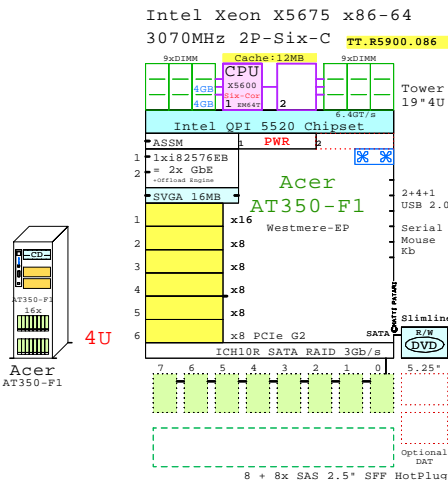 Intel Xeon X5675 x86-64
3070MHz 2P-Six-C TT.R5900.086
9xDIMM Cache:12MB 9xDIMM
CPU
4GB X5600
Six-Cor
4GB 1 EM64T 2
Tower
19"4U
6.4GT/s
Intel QPI 5520 Chipset
ASSM 1 PWR 2
1 1xi82576EB
2 = 2x GbE
+Offload Engine
SVGA 16MB
Acer
AT350-F1
Westmere-EP
2+4+1
USB 2.0
Serial
Mouse
Kb
1 x16
2 x8
3 x8
4 x8
5 x8
6 x8 PCIe G2
SATA
Slimline
R/W
DVD
ICH10R SATA RAID 3Gb/s
7 6 5 4 3 2 1 0 5.25"
CD
AT350-F1
16x
4U
Acer
AT350-F1
Optional
DAT
8 + 8x SAS 2.5" SFF HotPlug